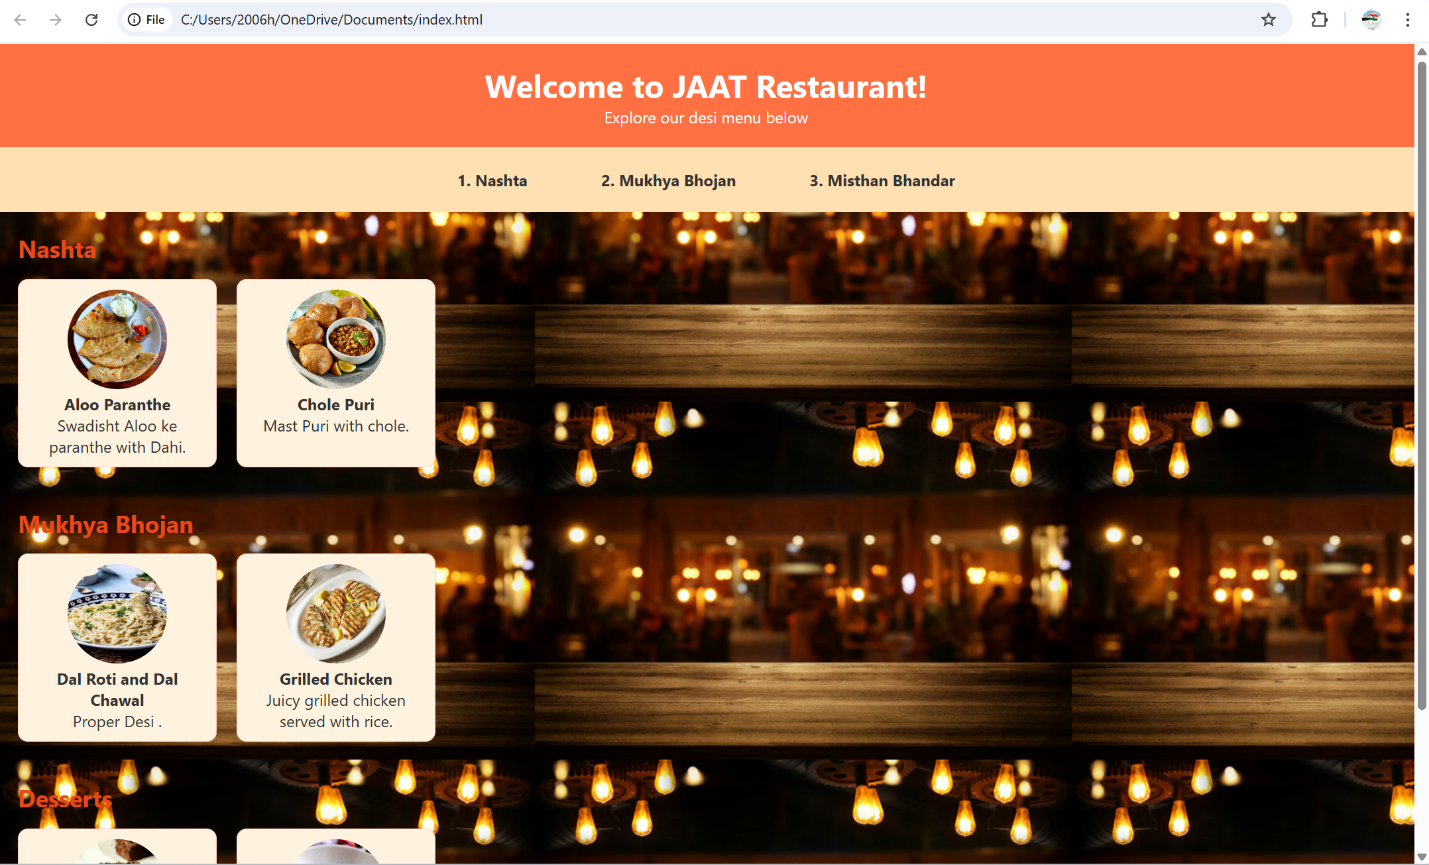 File
C:/Users/2006h/OneDrive/Documents/index.html
Welcome to JAAT Restaurant!
Explore our desi menu below
1. Nashta
2. Mukhya Bhojan
3. Misthan Bhandar
Nashta
Aloo Paranthe
Swadisht Aloo ke
paranthe with Dahi.
Chole Puri
Mast Puri with chole.
Mukhya Bhojan
Dal Roti and Dal
Chawal
Proper Desi .
Grilled Chicken
Juicy grilled chicken
served with rice.
Desserts